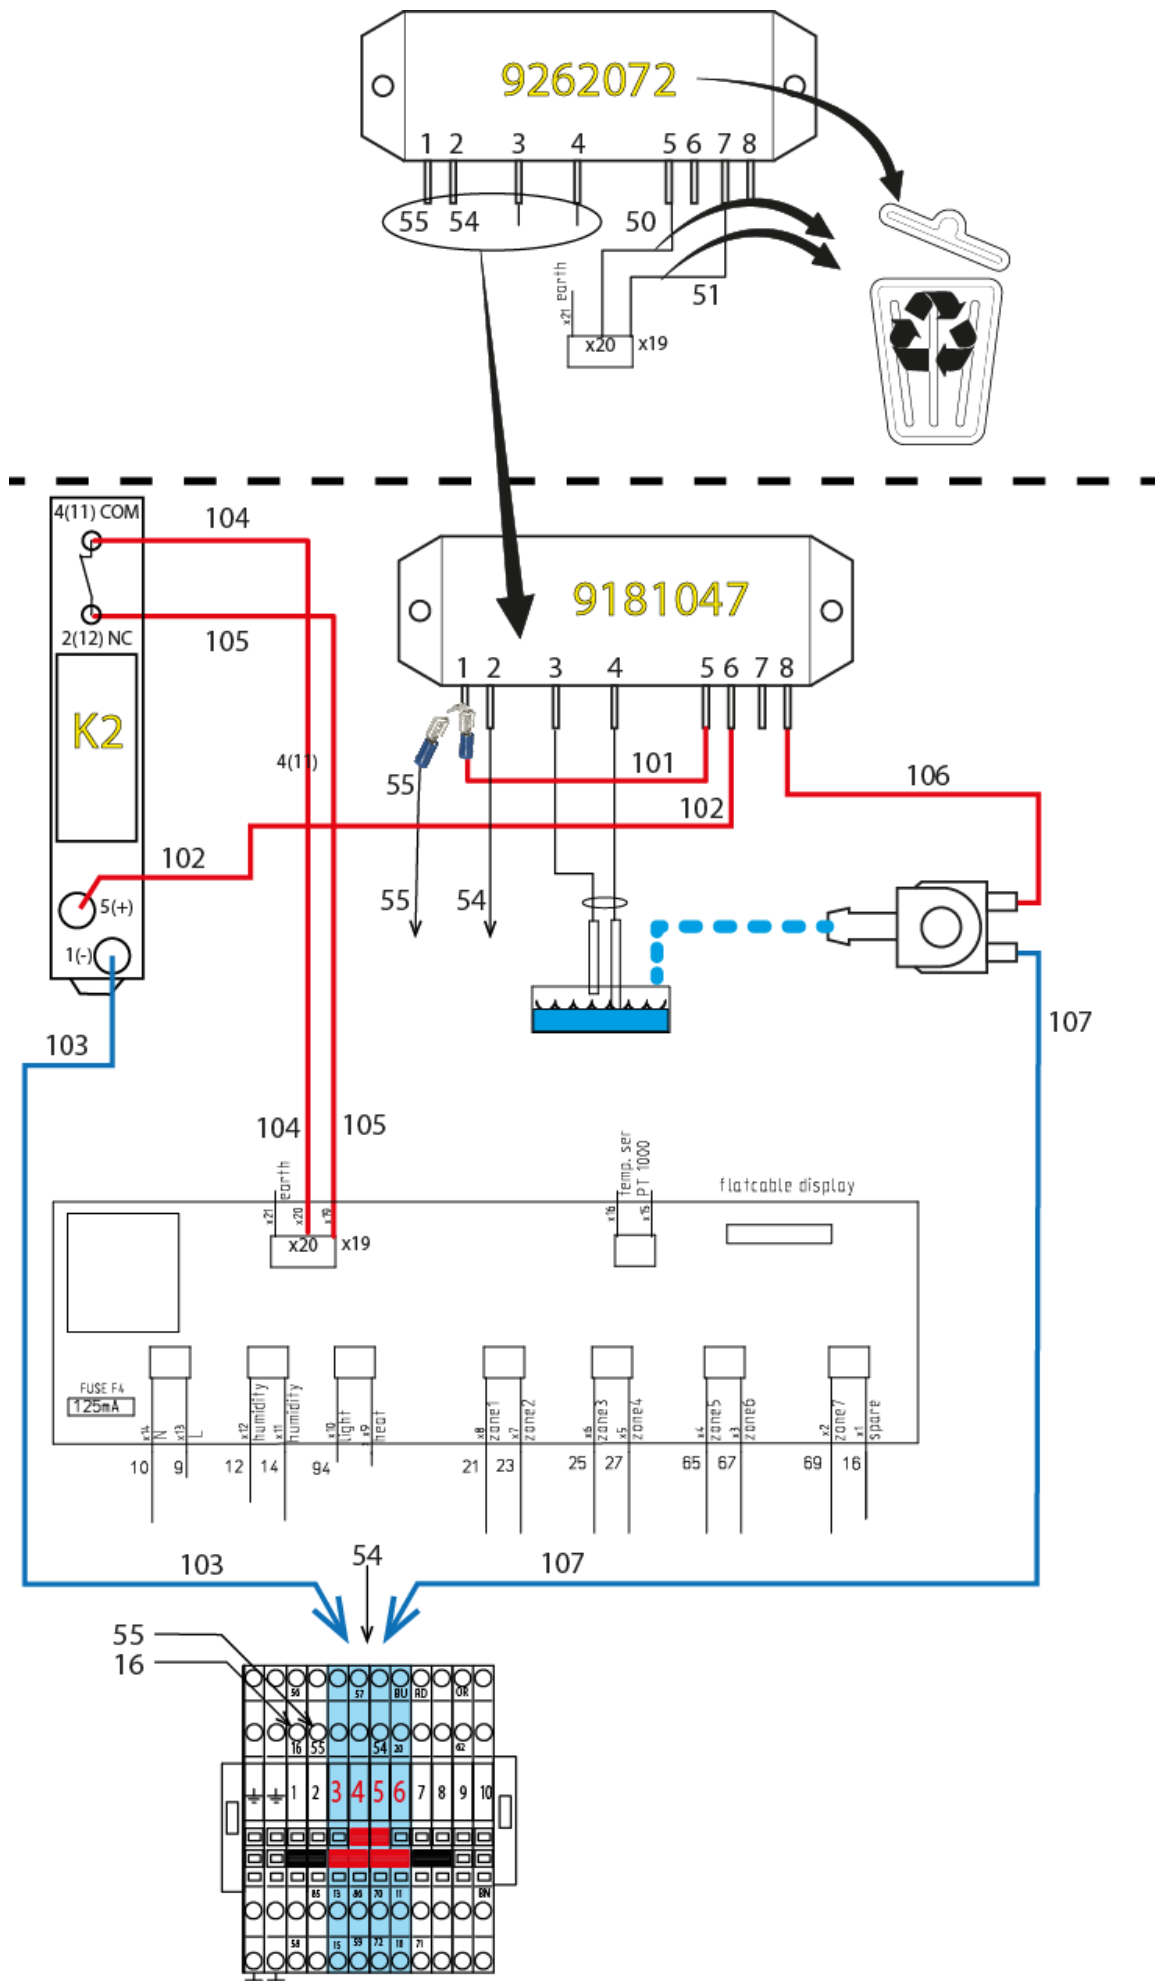 9262072
1 2 3 4 5 6 7 8
55 54 50
51
x21 earth
x20 x19
4(11) COM
104
2(12) NC
105
K2
4(11)
102
5(+)
1(-)
103
9181047
1 2 3 4 5 6 7 8
55
101
102
106
55 54
107
104 105
x21 earth
x20
x19
x20 x19
temp. ser
PT 1000
x16
x15
flatcable display
FUSE F4
125mA
x14 N
x13 L
x12 humidity
x11 humidity
x10 light
x9 heat
x8 zone1
x7 zone2
x6 zone3
x5 zone4
x4 zone5
x3 zone6
x2 zone7
x1 spare
10 9 12 14 94 21 23 25 27 65 67 69 16
103 54 107
55
16
56 57 BU RD OR
16 55 54 20 62
1 2 3 4 5 6 7 8 9 10
85 13 86 70 11 BN
58 15 59 72 18 71